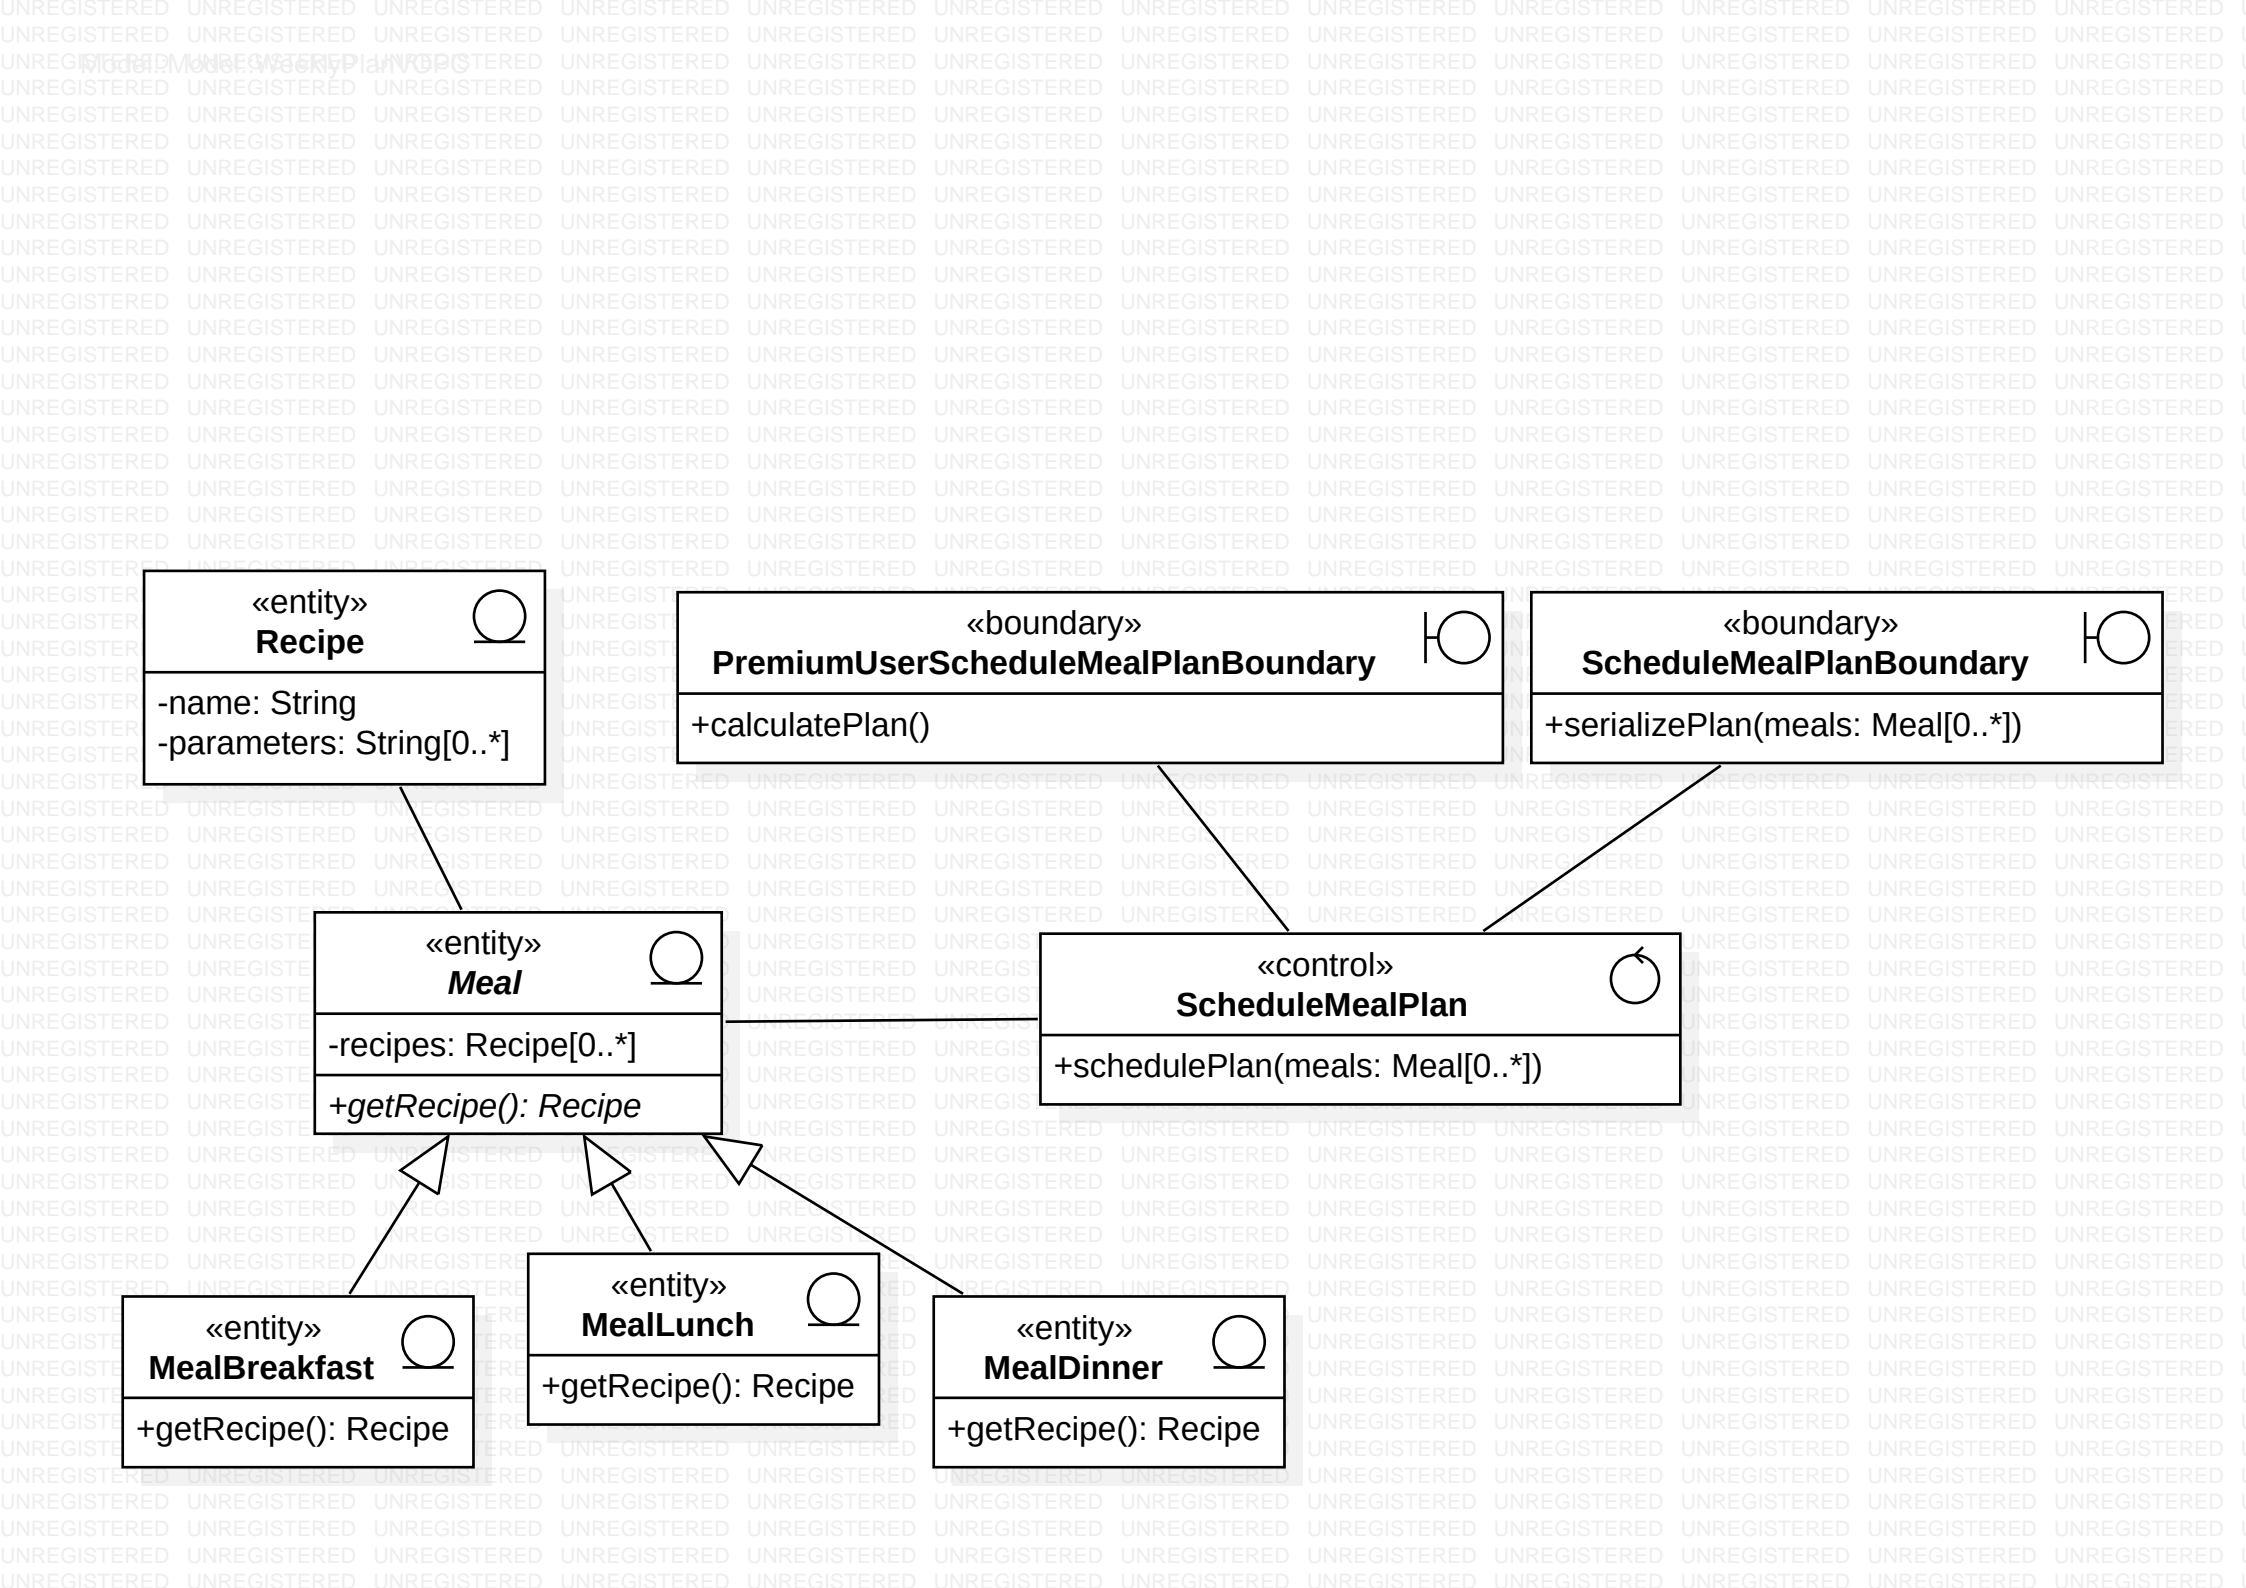 Model::Model::WeeklyPlanVOPC
«entity»
Recipe
-name: String
-parameters: String[0..*]
«boundary»
PremiumUserScheduleMealPlanBoundary
+calculatePlan()
«boundary»
ScheduleMealPlanBoundary
+serializePlan(meals: Meal[0..*])
«entity»
Meal
-recipes: Recipe[0..*]
+getRecipe(): Recipe
«control»
ScheduleMealPlan
+schedulePlan(meals: Meal[0..*])
«entity»
MealBreakfast
+getRecipe(): Recipe
«entity»
MealLunch
+getRecipe(): Recipe
«entity»
MealDinner
+getRecipe(): Recipe
UNREGISTERED